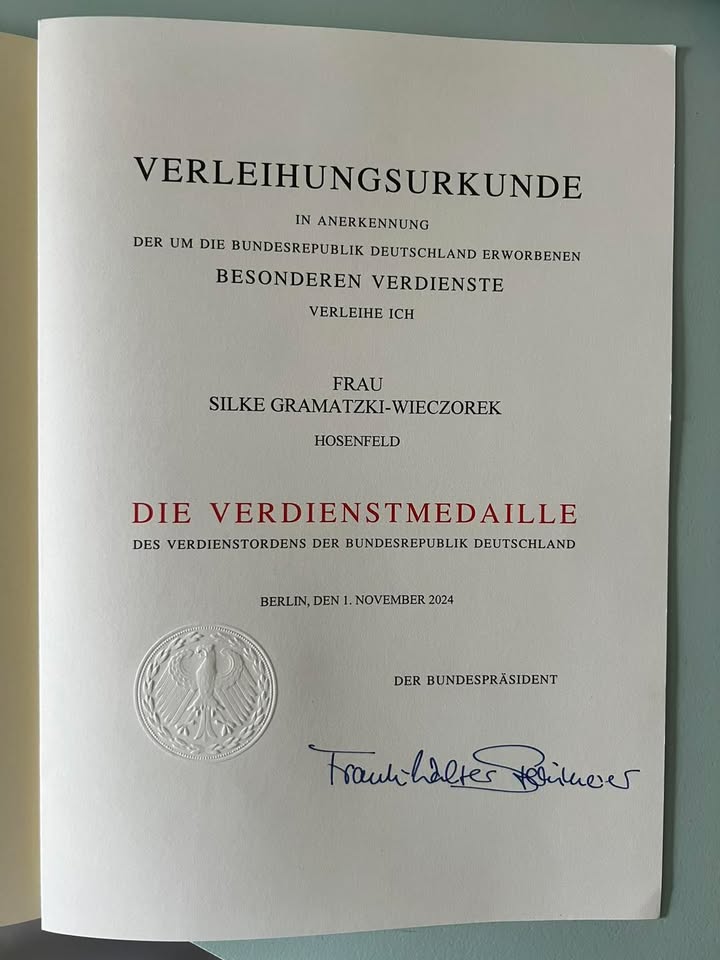 VERLEIHUNGSURKUNDE
IN ANERKENNUNG
DER UM DIE BUNDESREPUBLIK DEUTSCHLAND ERWORBENEN
BESONDEREN VERDIENSTE
VERLEIHE ICH
FRAU
SILKE GRAMATZKI-WIECZOREK
HOSENFELD
DIE VERDIENSTMEDAILLE
DES VERDIENSTORDENS DER BUNDESREPUBLIK DEUTSCHLAND
BERLIN, DEN 1. NOVEMBER 2024
DER BUNDESPRÄSIDENT
Frank-Walter Steinmeier